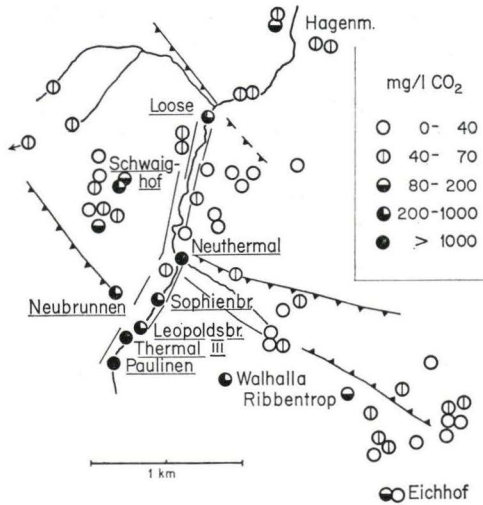 Hagenm.
mg/l CO₂
0 - 40
40 - 70
80 - 200
200 - 1000
> 1000
Loose
Schwaig-
hof
Neuthermal
Neubrunnen
Sophienbr.
Leopoldsbr.
Thermal III
Paulinen
Walhalla
Ribbentrop
1 km
Eichhof